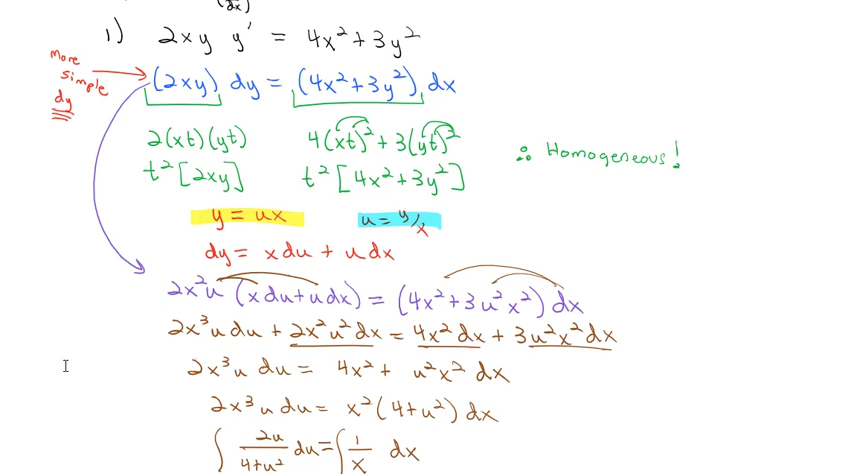 (2/dx)
1) 2xy y' = 4x² + 3y²
more simple dy
(2xy) dy = (4x² + 3y²) dx
2(xt)(yt) 4(xt)² + 3(yt)²
t²[2xy] t²[4x² + 3y²]
∴ Homogeneous!
y = ux u = y/x
dy = x du + u dx
2x²u (x du + u dx) = (4x² + 3u²x²) dx
2x³u du + 2x²u² dx = 4x² dx + 3u²x² dx
2x³u du = 4x² + u²x² dx
2x³u du = x²(4+u²) dx
∫ 2u/4+u² du = ∫ 1/x dx